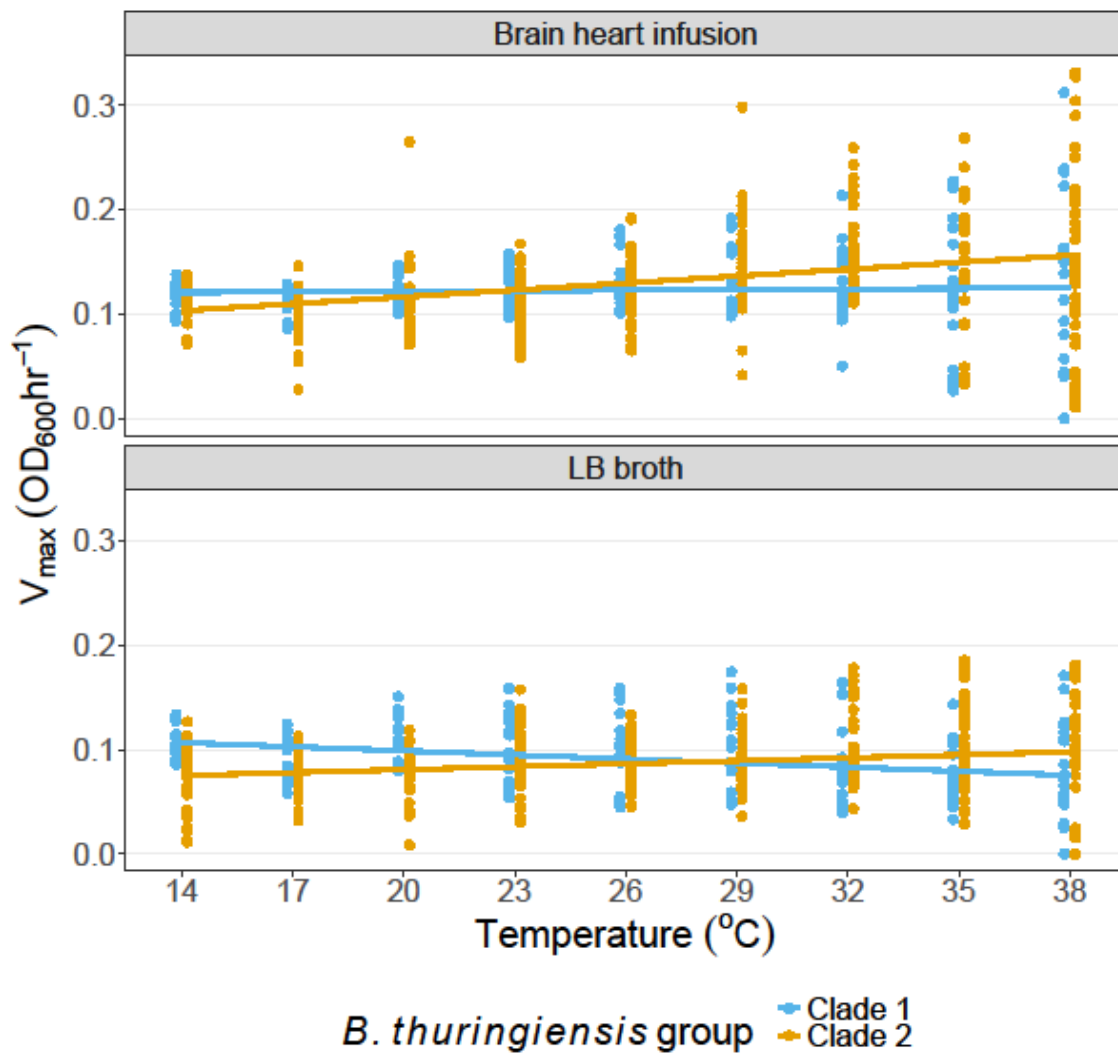 Brain heart infusion
0.3
0.2
0.1
0.0
LB broth
0.3
0.2
0.1
0.0
Vmax (OD600hr−1)
14 17 20 23 26 29 32 35 38
Temperature (oC)
B. thuringiensis group
Clade 1
Clade 2